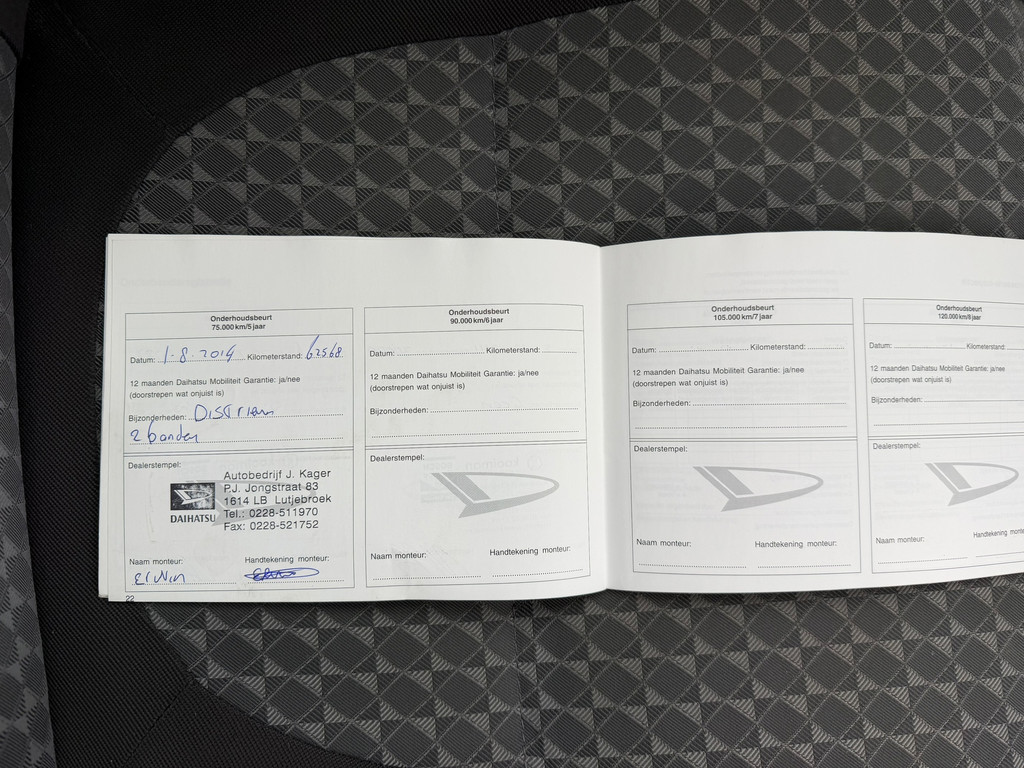 Onderhoudsbeurt
75.000 km/5 jaar
Datum: 1-8-2014 Kilometerstand: 62568
12 maanden Daihatsu Mobiliteit Garantie: ja/nee
(doorstrepen wat onjuist is)
Bijzonderheden: Distriem
2 banden
Dealerstempel:
DAIHATSU
Autobedrijf J. Kager
P.J. Jongstraat 83
1614 LB Lutjebroek
Tel.: 0228-511970
Fax: 0228-521752
Naam monteur: Handtekening monteur:
Erwin
22
Onderhoudsbeurt
90.000 km/6 jaar
Datum: Kilometerstand:
12 maanden Daihatsu Mobiliteit Garantie: ja/nee
(doorstrepen wat onjuist is)
Bijzonderheden:
Dealerstempel:
Naam monteur: Handtekening monteur:
Onderhoudsbeurt
105.000 km/7 jaar
Datum: Kilometerstand:
12 maanden Daihatsu Mobiliteit Garantie: ja/nee
(doorstrepen wat onjuist is)
Bijzonderheden:
Dealerstempel:
Naam monteur: Handtekening monteur:
Onderhoudsbeurt
120.000 km/8 jaar
Datum: Kilometerstand:
12 maanden Daihatsu Mobiliteit Garantie: ja/nee
(doorstrepen wat onjuist is)
Bijzonderheden:
Dealerstempel:
Naam monteur: Handtekening